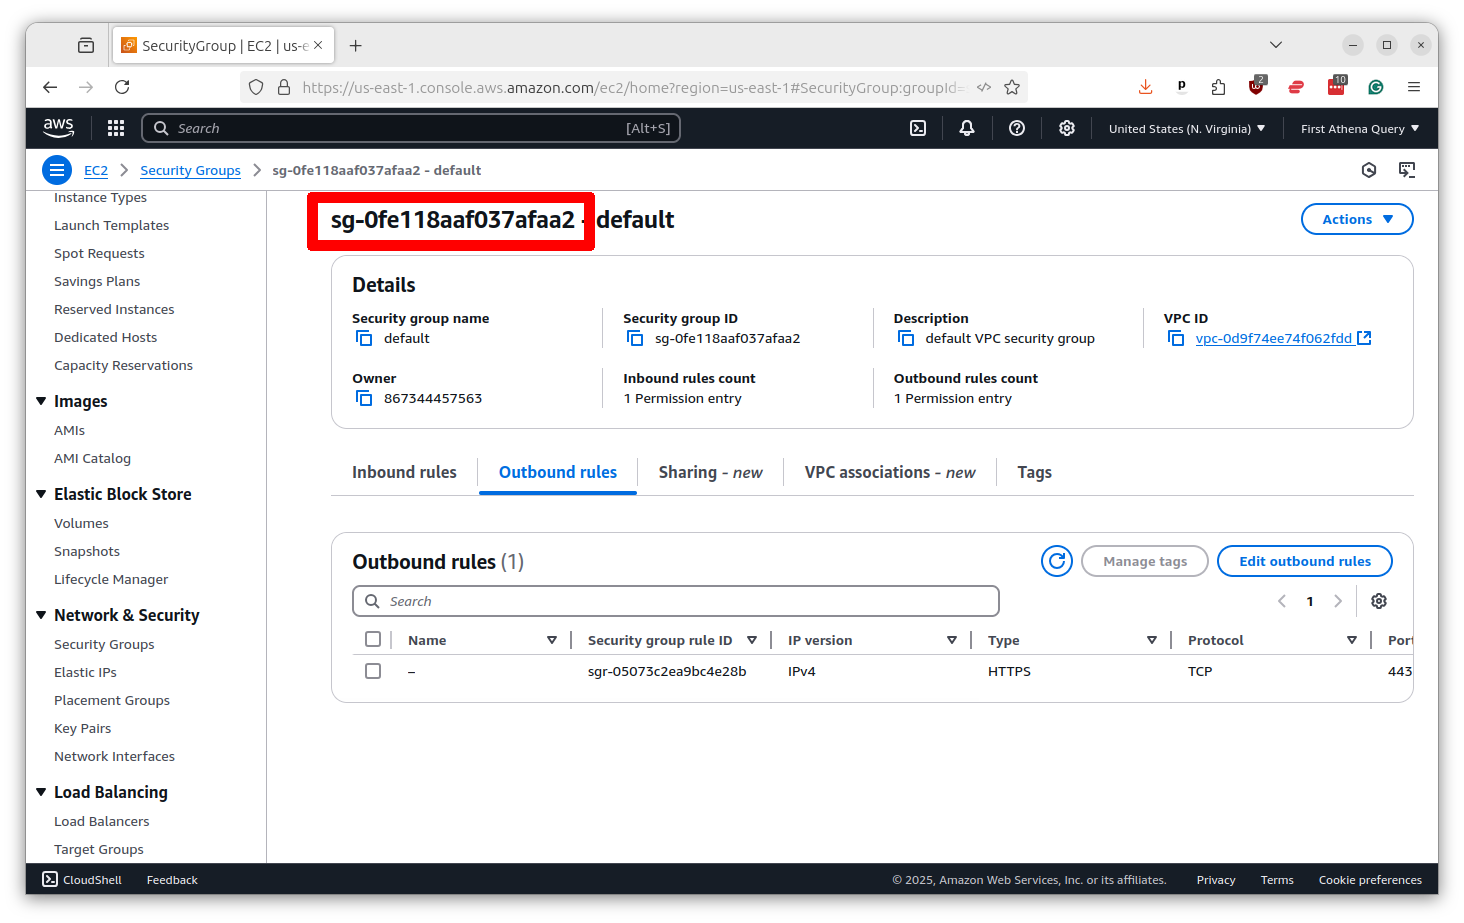 SecurityGroup | EC2 | us-e
https://us-east-1.console.aws.amazon.com/ec2/home?region=us-east-1#SecurityGroup:groupId=
p
2
10
aws
Search
[Alt+S]
United States (N. Virginia)
First Athena Query
EC2
Security Groups
sg-0fe118aaf037afaa2 - default
Instance Types
Launch Templates
Spot Requests
Savings Plans
Reserved Instances
Dedicated Hosts
Capacity Reservations
Images
AMIs
AMI Catalog
Elastic Block Store
Volumes
Snapshots
Lifecycle Manager
Network & Security
Security Groups
Elastic IPs
Placement Groups
Key Pairs
Network Interfaces
Load Balancing
Load Balancers
Target Groups
sg-0fe118aaf037afaa2 - default
Actions
Details
Security group name
default
Security group ID
sg-0fe118aaf037afaa2
Description
default VPC security group
VPC ID
vpc-0d9f74ee74f062fdd
Owner
867344457563
Inbound rules count
1 Permission entry
Outbound rules count
1 Permission entry
Inbound rules
Outbound rules
Sharing - new
VPC associations - new
Tags
Outbound rules (1)
Manage tags
Edit outbound rules
Search
1
Name
Security group rule ID
IP version
Type
Protocol
Port
–
sgr-05073c2ea9bc4e28b
IPv4
HTTPS
TCP
443
CloudShell
Feedback
© 2025, Amazon Web Services, Inc. or its affiliates.
Privacy
Terms
Cookie preferences